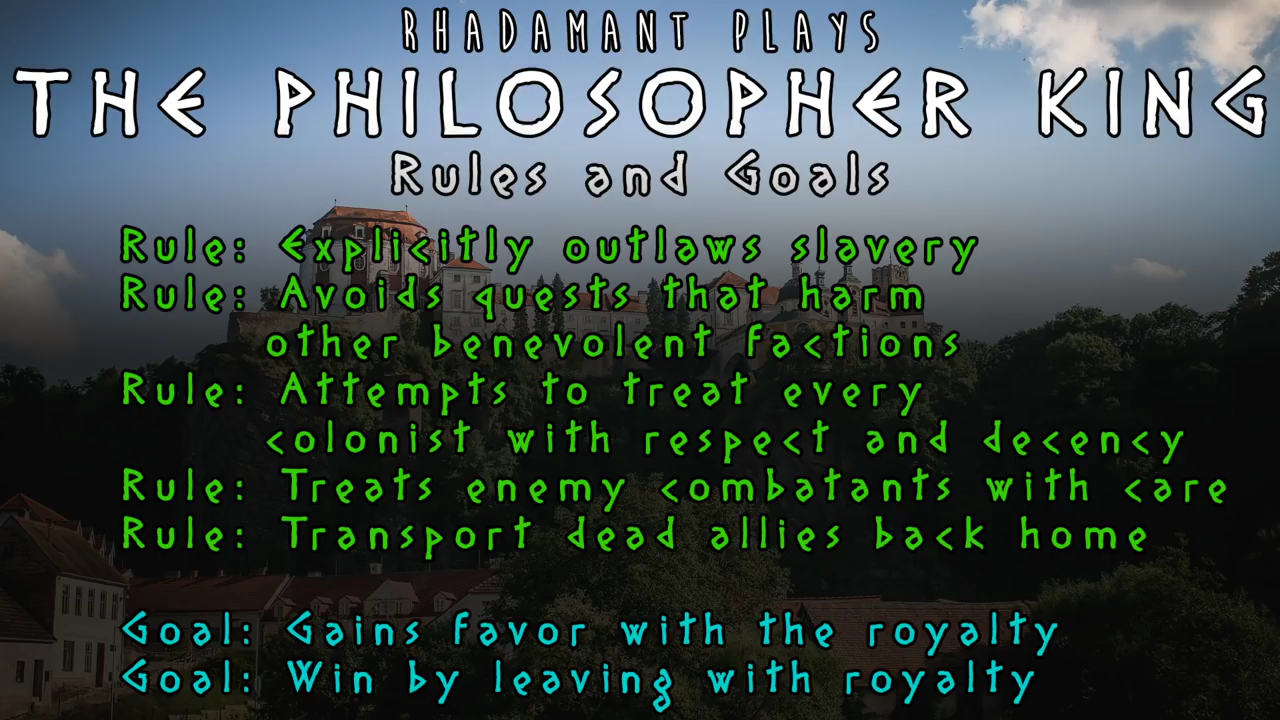 RHADAMANT PLAYS
THE PHILOSOPHER KING
Rules and Goals
Rule: Explicitly outlaws slavery
Rule: Avoids quests that harm
other benevolent factions
Rule: Attempts to treat every
colonist with respect and decency
Rule: Treats enemy combatants with care
Rule: Transport dead allies back home
Goal: Gains favor with the royalty
Goal: Win by leaving with royalty